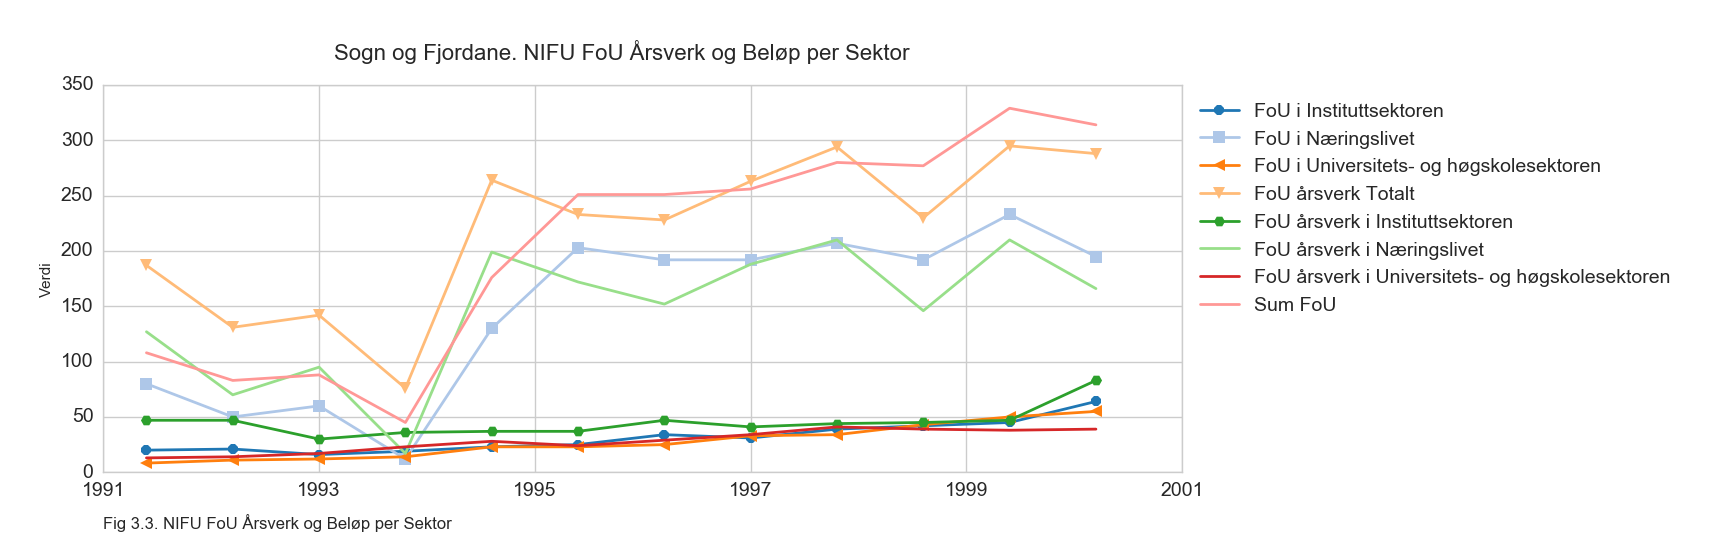 Sogn og Fjordane. NIFU FoU Årsverk og Beløp per Sektor
350
300
250
200
150
100
50
0
Verdi
1991
1993
1995
1997
1999
2001
FoU i Instituttsektoren
FoU i Næringslivet
FoU i Universitets- og høgskolesektoren
FoU årsverk Totalt
FoU årsverk i Instituttsektoren
FoU årsverk i Næringslivet
FoU årsverk i Universitets- og høgskolesektoren
Sum FoU
Fig 3.3. NIFU FoU Årsverk og Beløp per Sektor